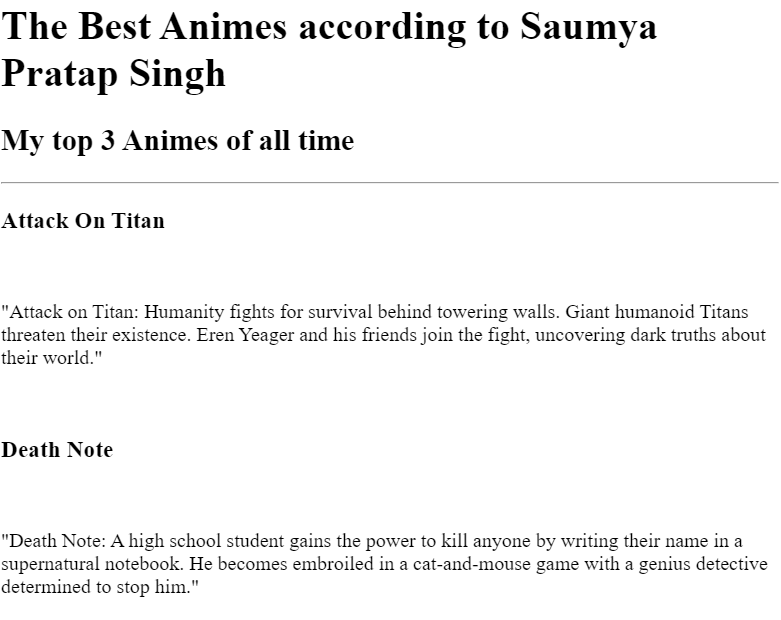 The Best Animes according to Saumya
Pratap Singh
My top 3 Animes of all time
Attack On Titan
"Attack on Titan: Humanity fights for survival behind towering walls. Giant humanoid Titans
threaten their existence. Eren Yeager and his friends join the fight, uncovering dark truths about
their world."
Death Note
"Death Note: A high school student gains the power to kill anyone by writing their name in a
supernatural notebook. He becomes embroiled in a cat-and-mouse game with a genius detective
determined to stop him."